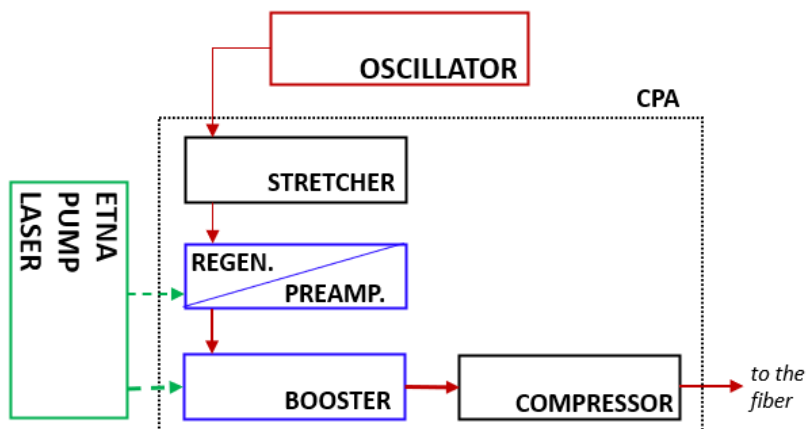 OSCILLATOR
CPA
STRETCHER
ETNA
PUMP
LASER
REGEN.
PREAMP.
BOOSTER
COMPRESSOR
to the
fiber